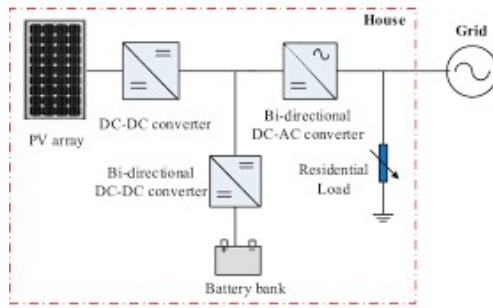 House
Grid
DC-DC converter
Bi-directional
DC-AC converter
PV array
Bi-directional
DC-DC converter
Residential
Load
Battery bank